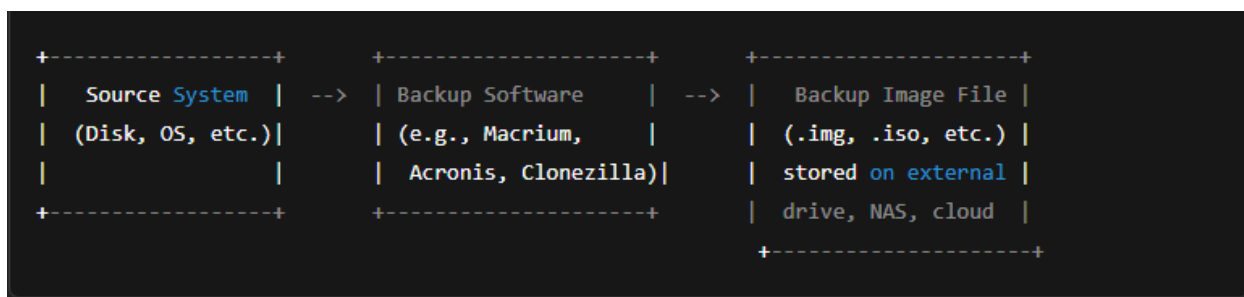 +------------------+       +---------------------+       +---------------------+
|   Source System  |  -->  | Backup Software     |  -->  |   Backup Image File |
|  (Disk, OS, etc.)|       | (e.g., Macrium,     |       |  (.img, .iso, etc.) |
|                  |       |  Acronis, Clonezilla)|      |  stored on external |
+------------------+       +---------------------+       |  drive, NAS, cloud  |
                                                          +---------------------+